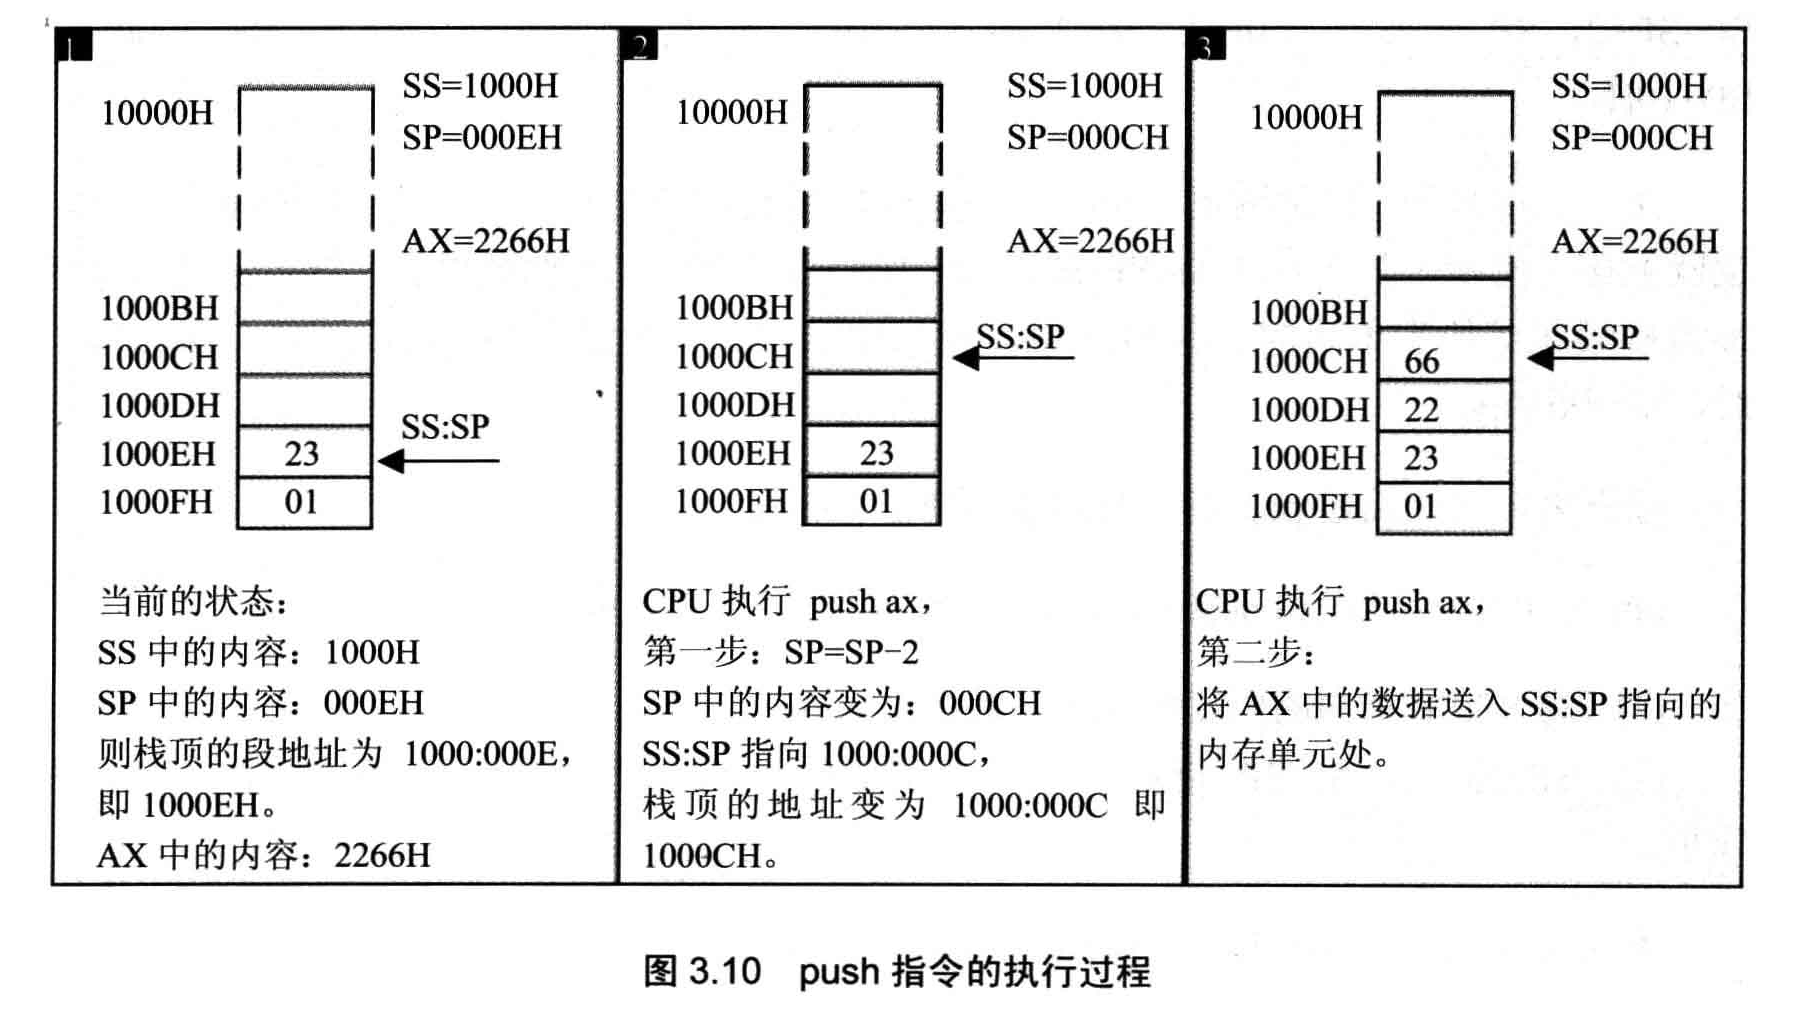 1
10000H
SS=1000H
SP=000EH
AX=2266H
1000BH
1000CH
1000DH
1000EH 23
1000FH 01
SS:SP
当前的状态：
SS 中的内容：1000H
SP 中的内容：000EH
则栈顶的段地址为 1000:000E，
即 1000EH。
AX 中的内容：2266H
2
10000H
SS=1000H
SP=000CH
AX=2266H
1000BH
1000CH
SS:SP
1000DH
1000EH 23
1000FH 01
CPU 执行 push ax，
第一步：SP=SP−2
SP 中的内容变为：000CH
SS:SP 指向 1000:000C，
栈顶的地址变为 1000:000C 即
1000CH。
3
10000H
SS=1000H
SP=000CH
AX=2266H
1000BH
1000CH 66
SS:SP
1000DH 22
1000EH 23
1000FH 01
CPU 执行 push ax，
第二步：
将 AX 中的数据送入 SS:SP 指向的
内存单元处。
图 3.10 push 指令的执行过程